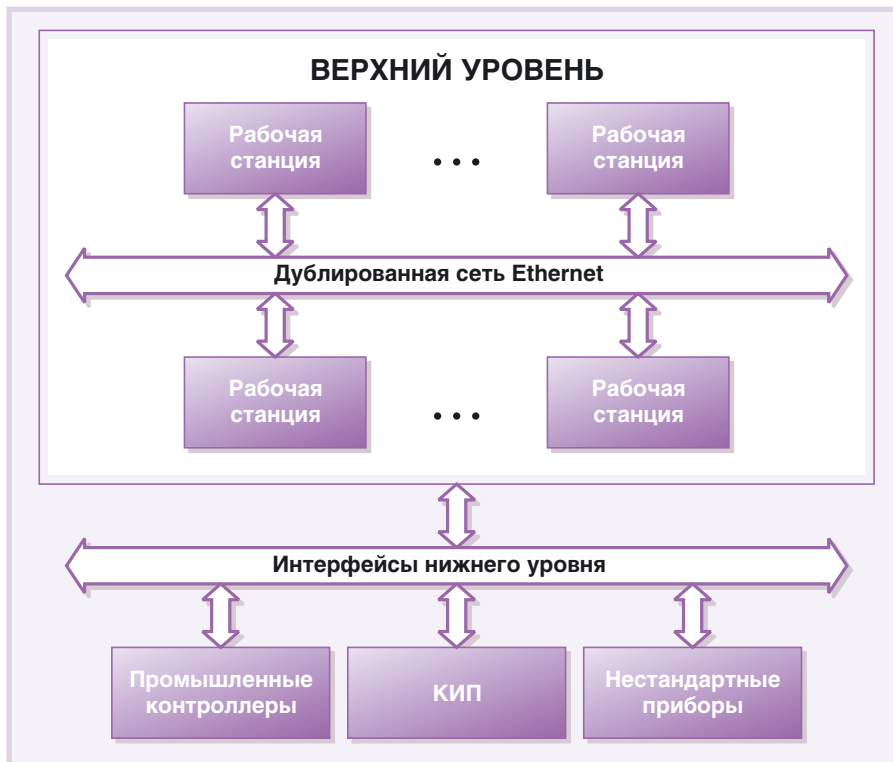 ВЕРХНИЙ УРОВЕНЬ
Рабочая
станция
. . .
Рабочая
станция
Дублированная сеть Ethernet
Рабочая
станция
. . .
Рабочая
станция
Интерфейсы нижнего уровня
Промышленные
контроллеры
КИП
Нестандартные
приборы